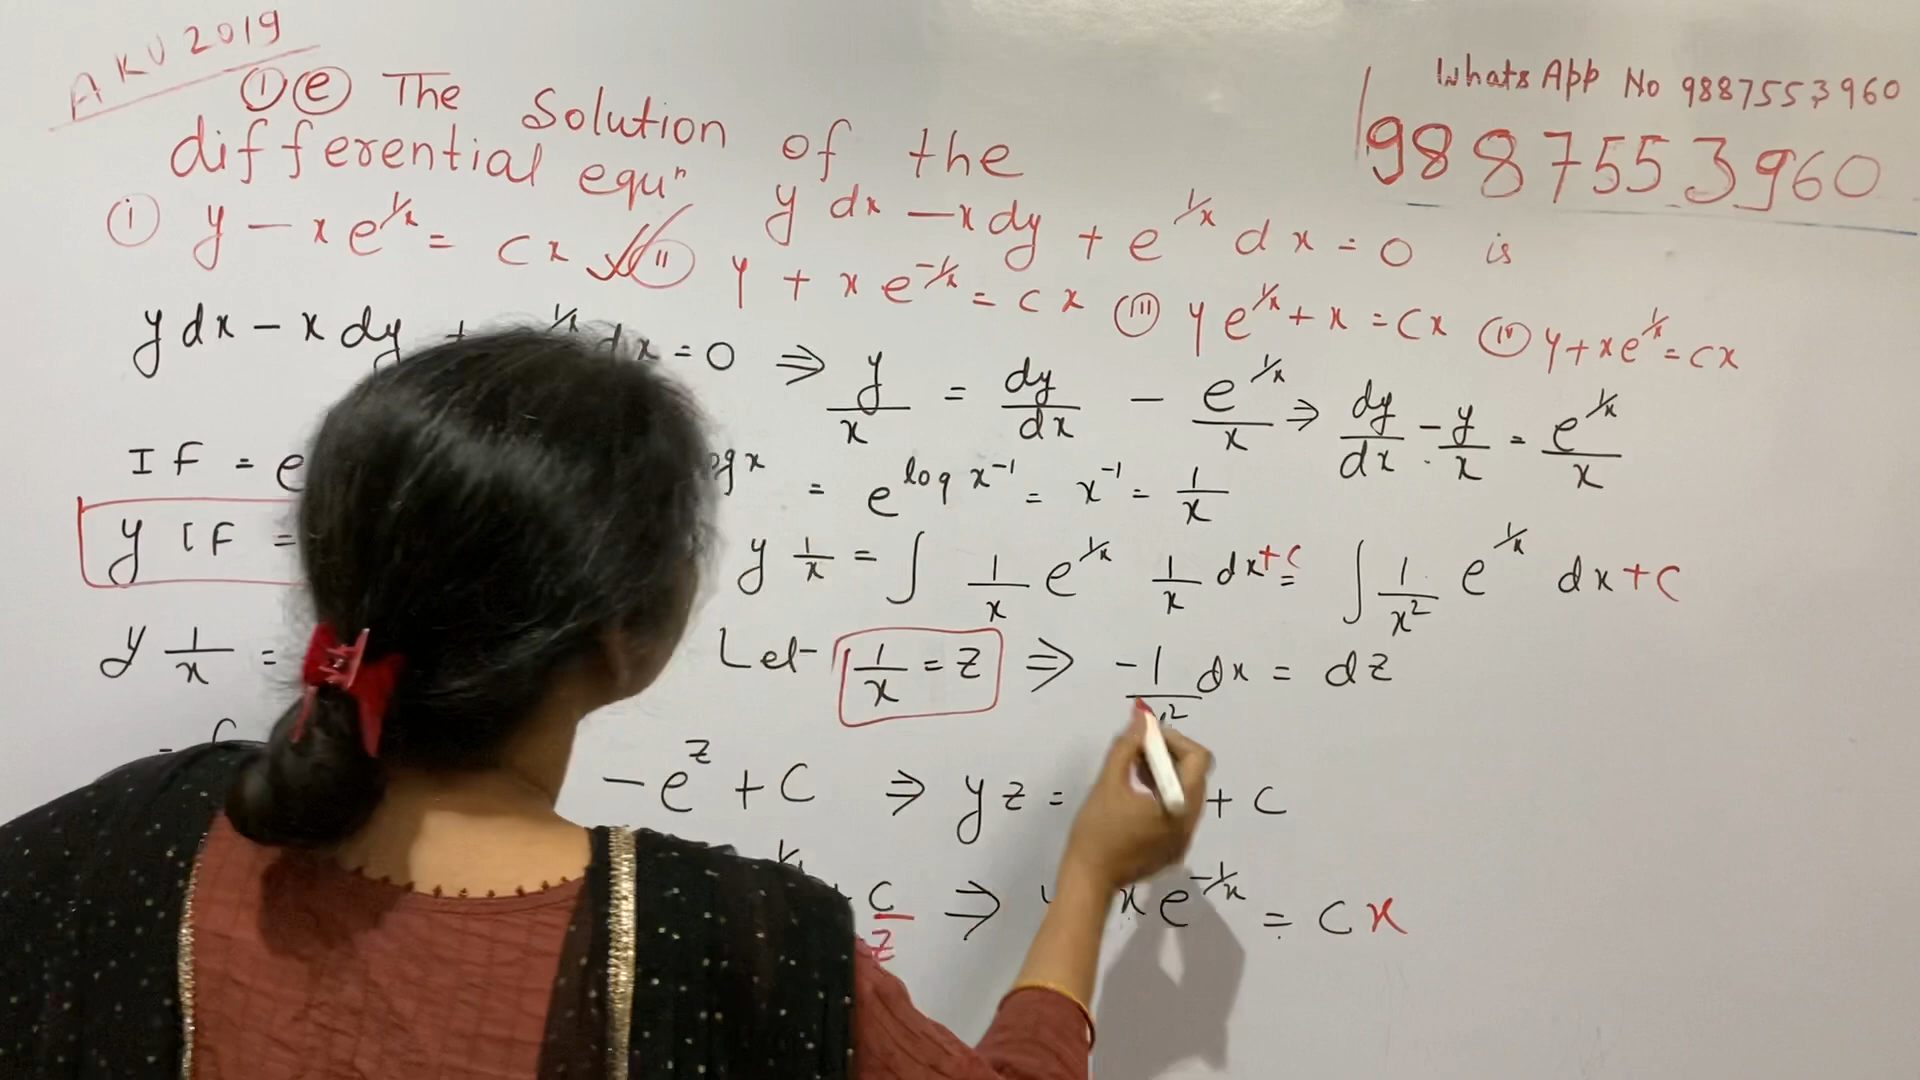 AKU 2019
WhatsApp No 9887553960
9887553960
① ⓔ The Solution of the
differential equⁿ y dx - x dy + e^{1/x} dx = 0 is
(i) y - x e^{1/x} = cx (ii) y + x e^{-1/x} = cx (iii) y e^{1/x} + x = cx (iv) y + x e^{1/x} = cx
y dx - x dy + dx = 0 ⇒ y/x = dy/dx - e^{1/x}/x ⇒ dy/dx - y/x = e^{1/x}/x
IF = e = e^{log x^{-1}} = x^{-1} = 1/x
y IF = y 1/x = ∫ 1/x e^{1/x} 1/x dx + c = ∫ 1/x² e^{1/x} dx + c
y 1/x = Let 1/x = z ⇒ -1/x² dx = dz
- e^z + C ⇒ yz = + C
C/z ⇒ x e^{-1/x} = Cx